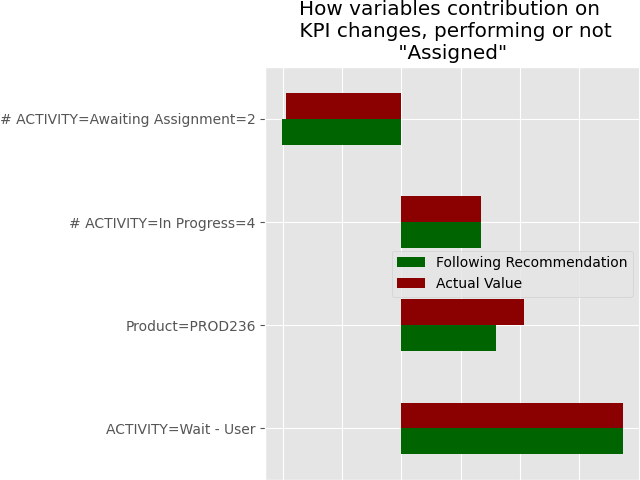 How variables contribution on
KPI changes, performing or not
"Assigned"
# ACTIVITY=Awaiting Assignment=2
# ACTIVITY=In Progress=4
Following Recommendation
Actual Value
Product=PROD236
ACTIVITY=Wait - User